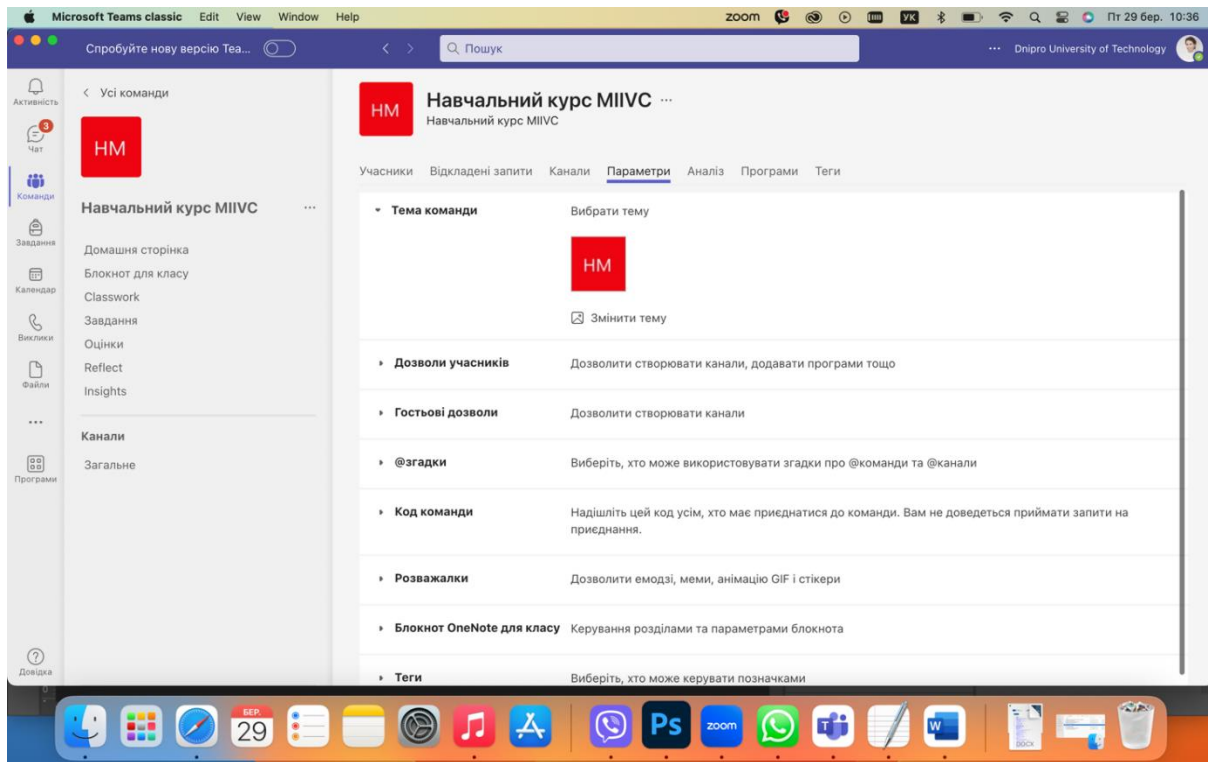 Microsoft Teams classic Edit View Window Help zoom УК Пт 29 бер. 10:36
Спробуйте нову версію Tea... Пошук Dnipro University of Technology
Активність
3
Чат
Команди
Завдання
Календар
Виклики
Файли
Програми
Довідка
Усі команди
НМ
Навчальний курс MIIVC
Домашня сторінка
Блокнот для класу
Classwork
Завдання
Оцінки
Reflect
Insights
Канали
Загальне
НМ
Навчальний курс MIIVC
Навчальний курс MIIVC
Учасники Відкладені запити Канали Параметри Аналіз Програми Теги
Тема команди Вибрати тему
НМ
Змінити тему
Дозволи учасників Дозволити створювати канали, додавати програми тощо
Гостьові дозволи Дозволити створювати канали
@згадки Виберіть, хто може використовувати згадки про @команди та @канали
Код команди Надішліть цей код усім, хто має приєднатися до команди. Вам не доведеться приймати запити на
приєднання.
Розважалки Дозволити емодзі, меми, анімацію GIF і стікери
Блокнот OneNote для класу Керування розділами та параметрами блокнота
Теги Виберіть, хто може керувати позначками
БЕР.
29
Ps
zoom
W
DOCX